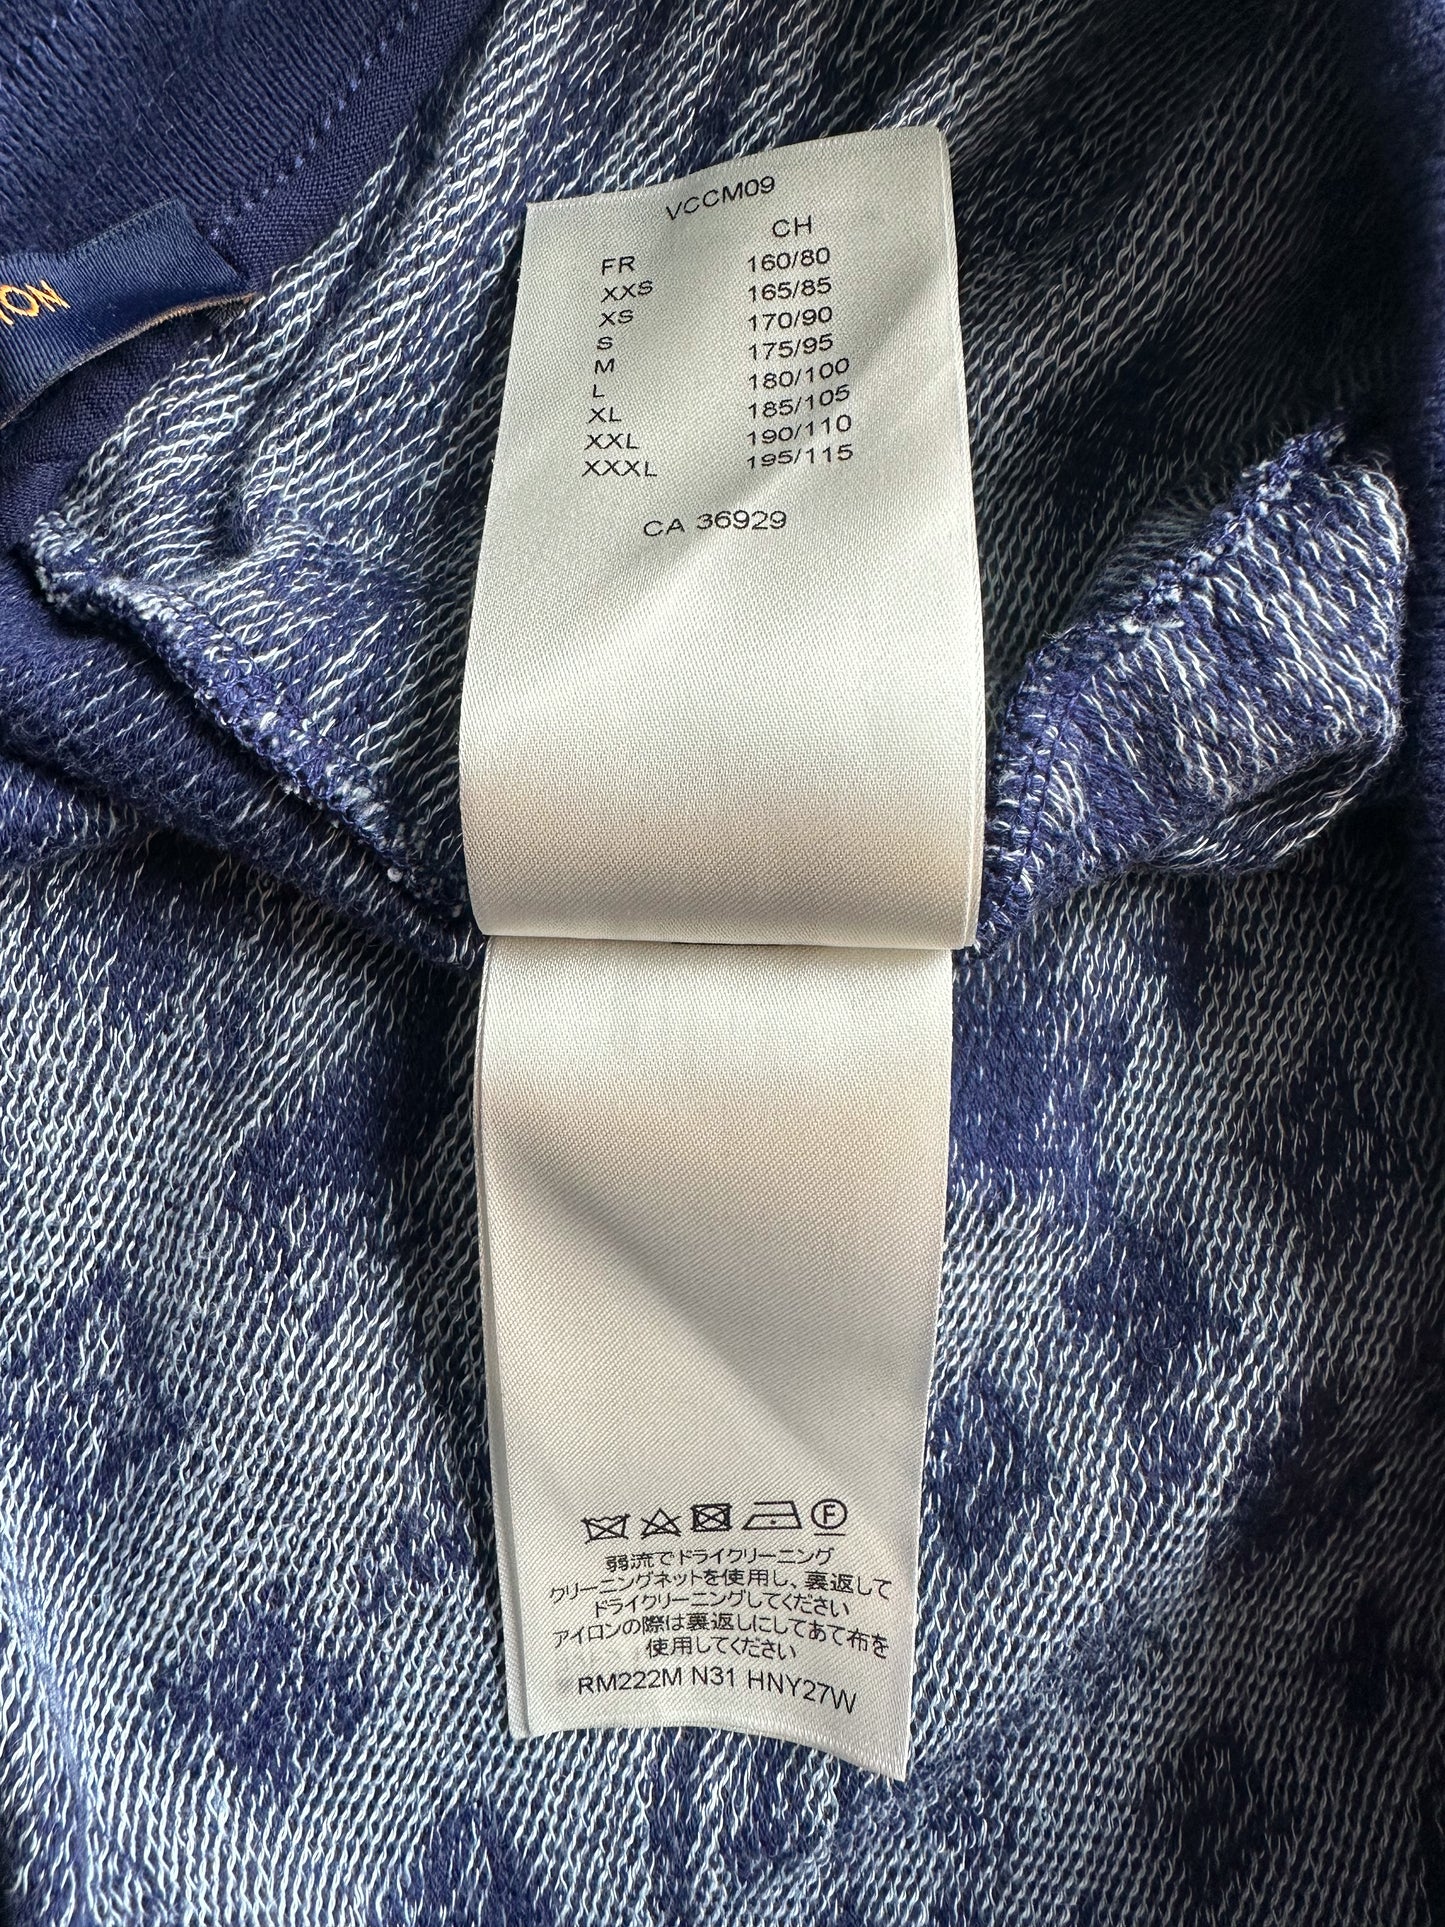 TON
VCCM09
FR CH
XXS 160/80
XS 165/85
S 170/90
M 175/95
L 180/100
XL 185/105
XXL 190/110
XXXL 195/115
CA 36929
F
弱流でドライクリーニング
クリーニングネットを使用し、裏返して
ドライクリーニングしてください
アイロンの際は裏返しにしてあて布を
使用してください
RM222M N31 HNY27W